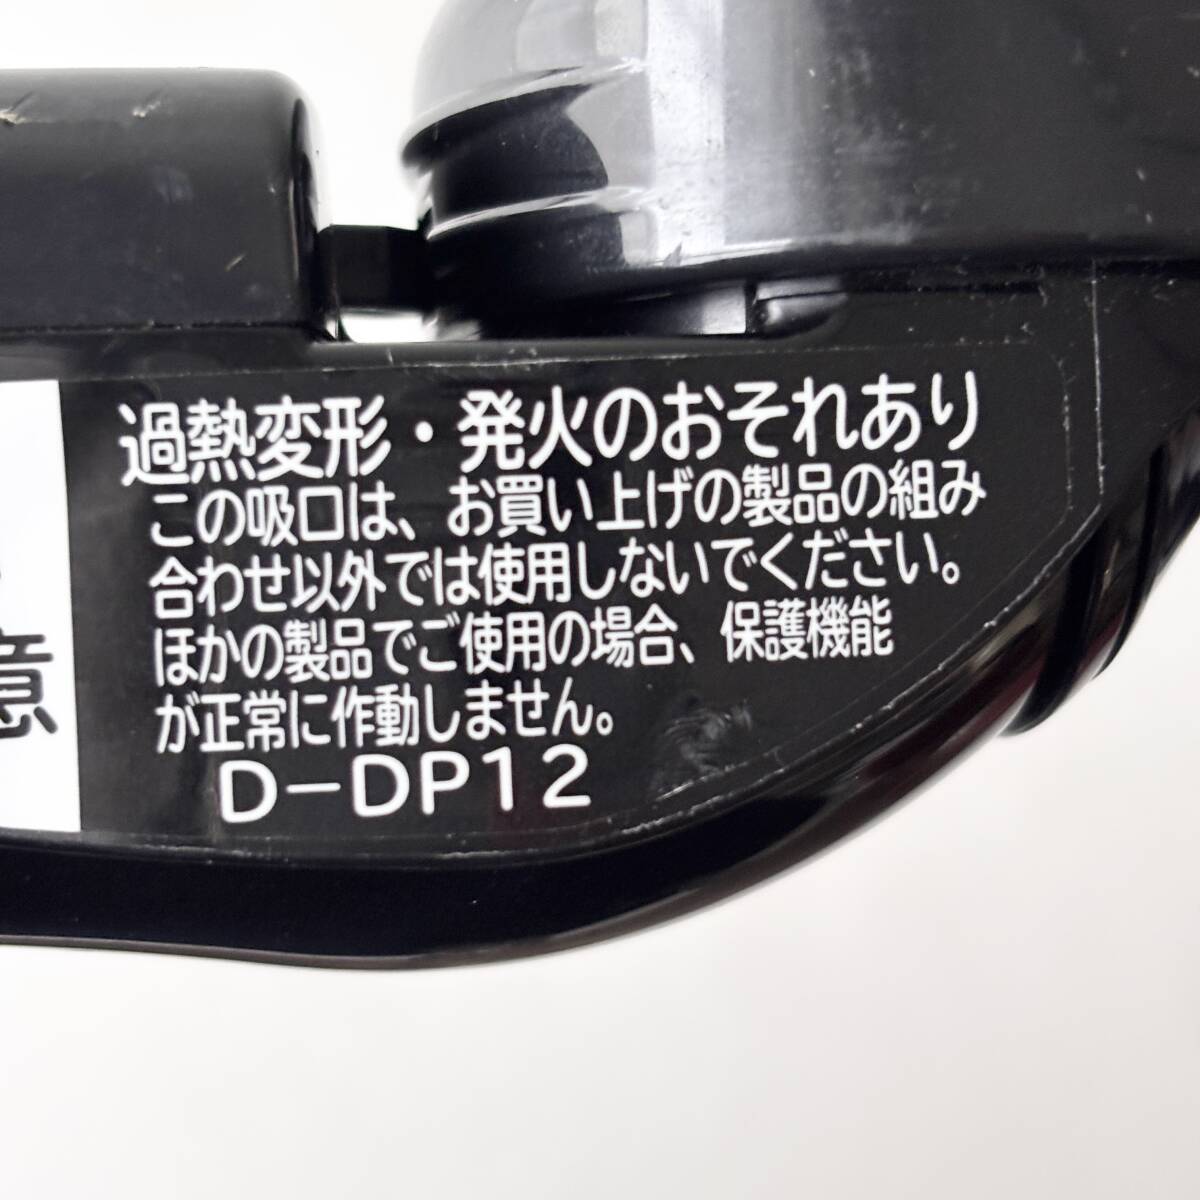 過熱変形・発火のおそれあり
この吸口は、お買い上げの製品の組み
合わせ以外では使用しないでください。
ほかの製品でご使用の場合、保護機能
が正常に作動しません。
D-DP12
意